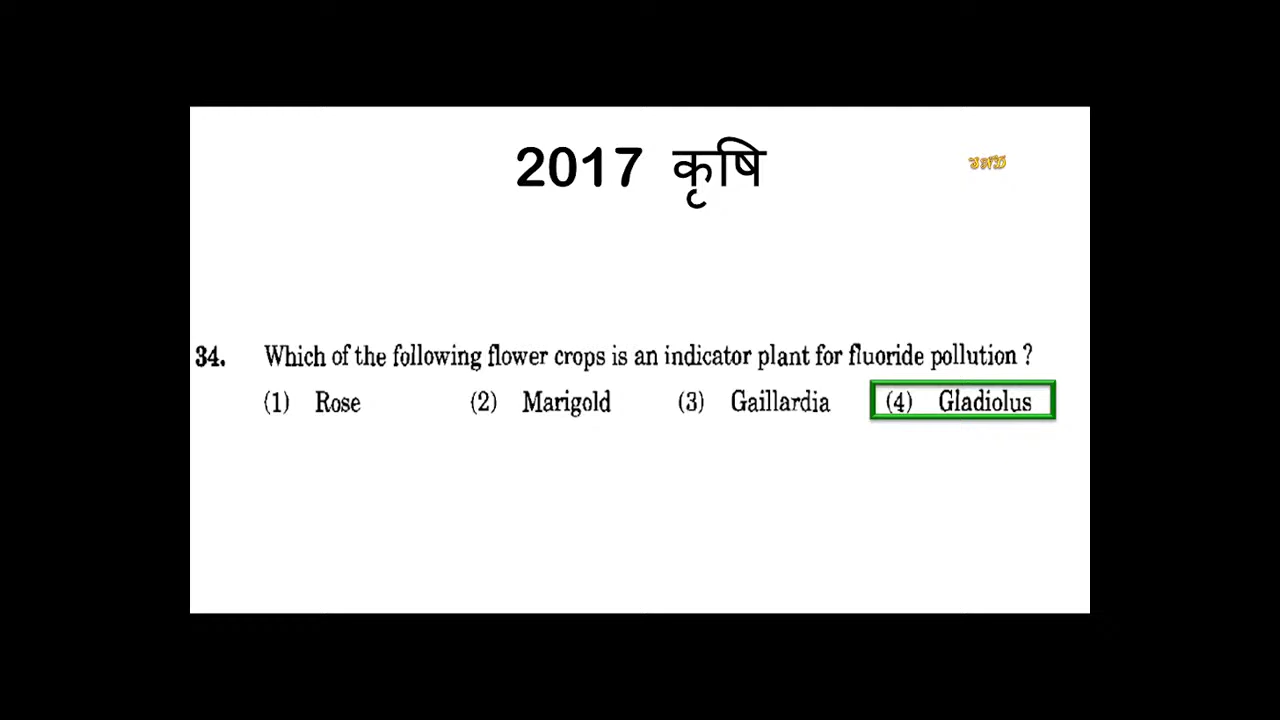 2017 कृषि
34. Which of the following flower crops is an indicator plant for fluoride pollution ?
(1) Rose (2) Marigold (3) Gaillardia (4) Gladiolus